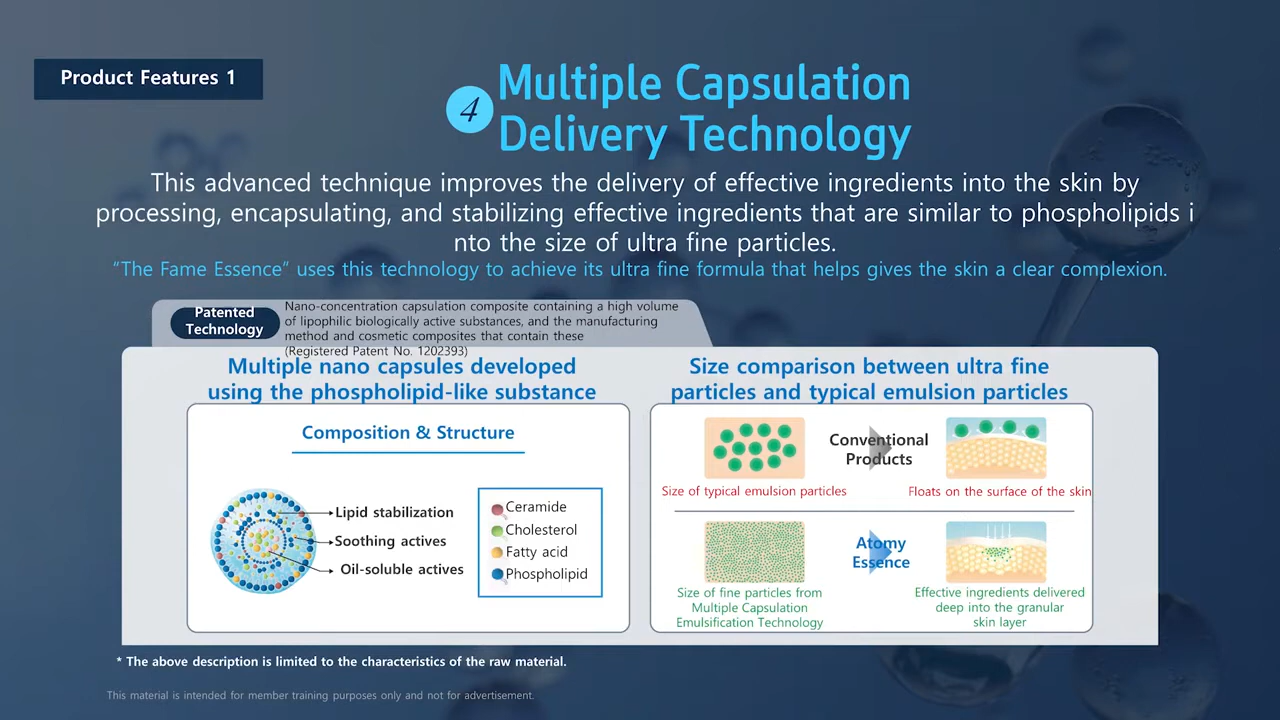 Product Features 1
4
Multiple Capsulation
Delivery Technology
This advanced technique improves the delivery of effective ingredients into the skin by
processing, encapsulating, and stabilizing effective ingredients that are similar to phospholipids i
nto the size of ultra fine particles.
“The Fame Essence” uses this technology to achieve its ultra fine formula that helps gives the skin a clear complexion.
Patented
Technology
Nano-concentration capsulation composite containing a high volume
of lipophilic biologically active substances, and the manufacturing
method and cosmetic composites that contain these
(Registered Patent No. 1202393)
Multiple nano capsules developed
using the phospholipid-like substance
Composition & Structure
Lipid stabilization
Soothing actives
Oil-soluble actives
Ceramide
Cholesterol
Fatty acid
Phospholipid
Size comparison between ultra fine
particles and typical emulsion particles
Conventional
Products
Size of typical emulsion particles
Floats on the surface of the skin
Atomy
Essence
Size of fine particles from
Multiple Capsulation
Emulsification Technology
Effective ingredients delivered
deep into the granular
skin layer
* The above description is limited to the characteristics of the raw material.
This material is intended for member training purposes only and not for advertisement.